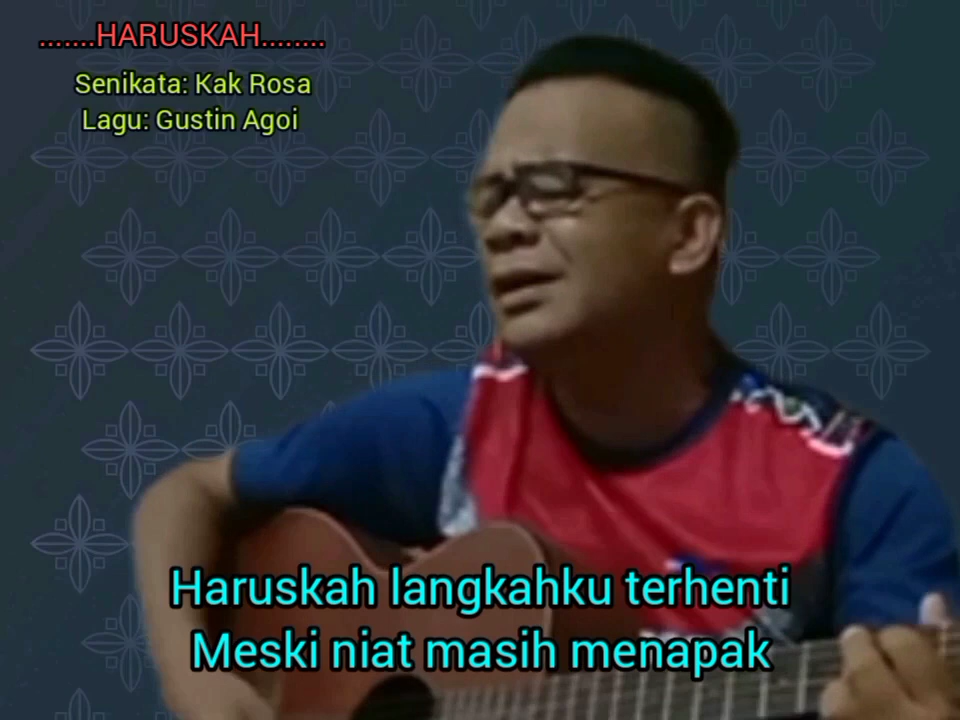 .......HARUSKAH........
Senikata: Kak Rosa
Lagu: Gustin Agoi
Haruskah langkahku terhenti
Meski niat masih menapak